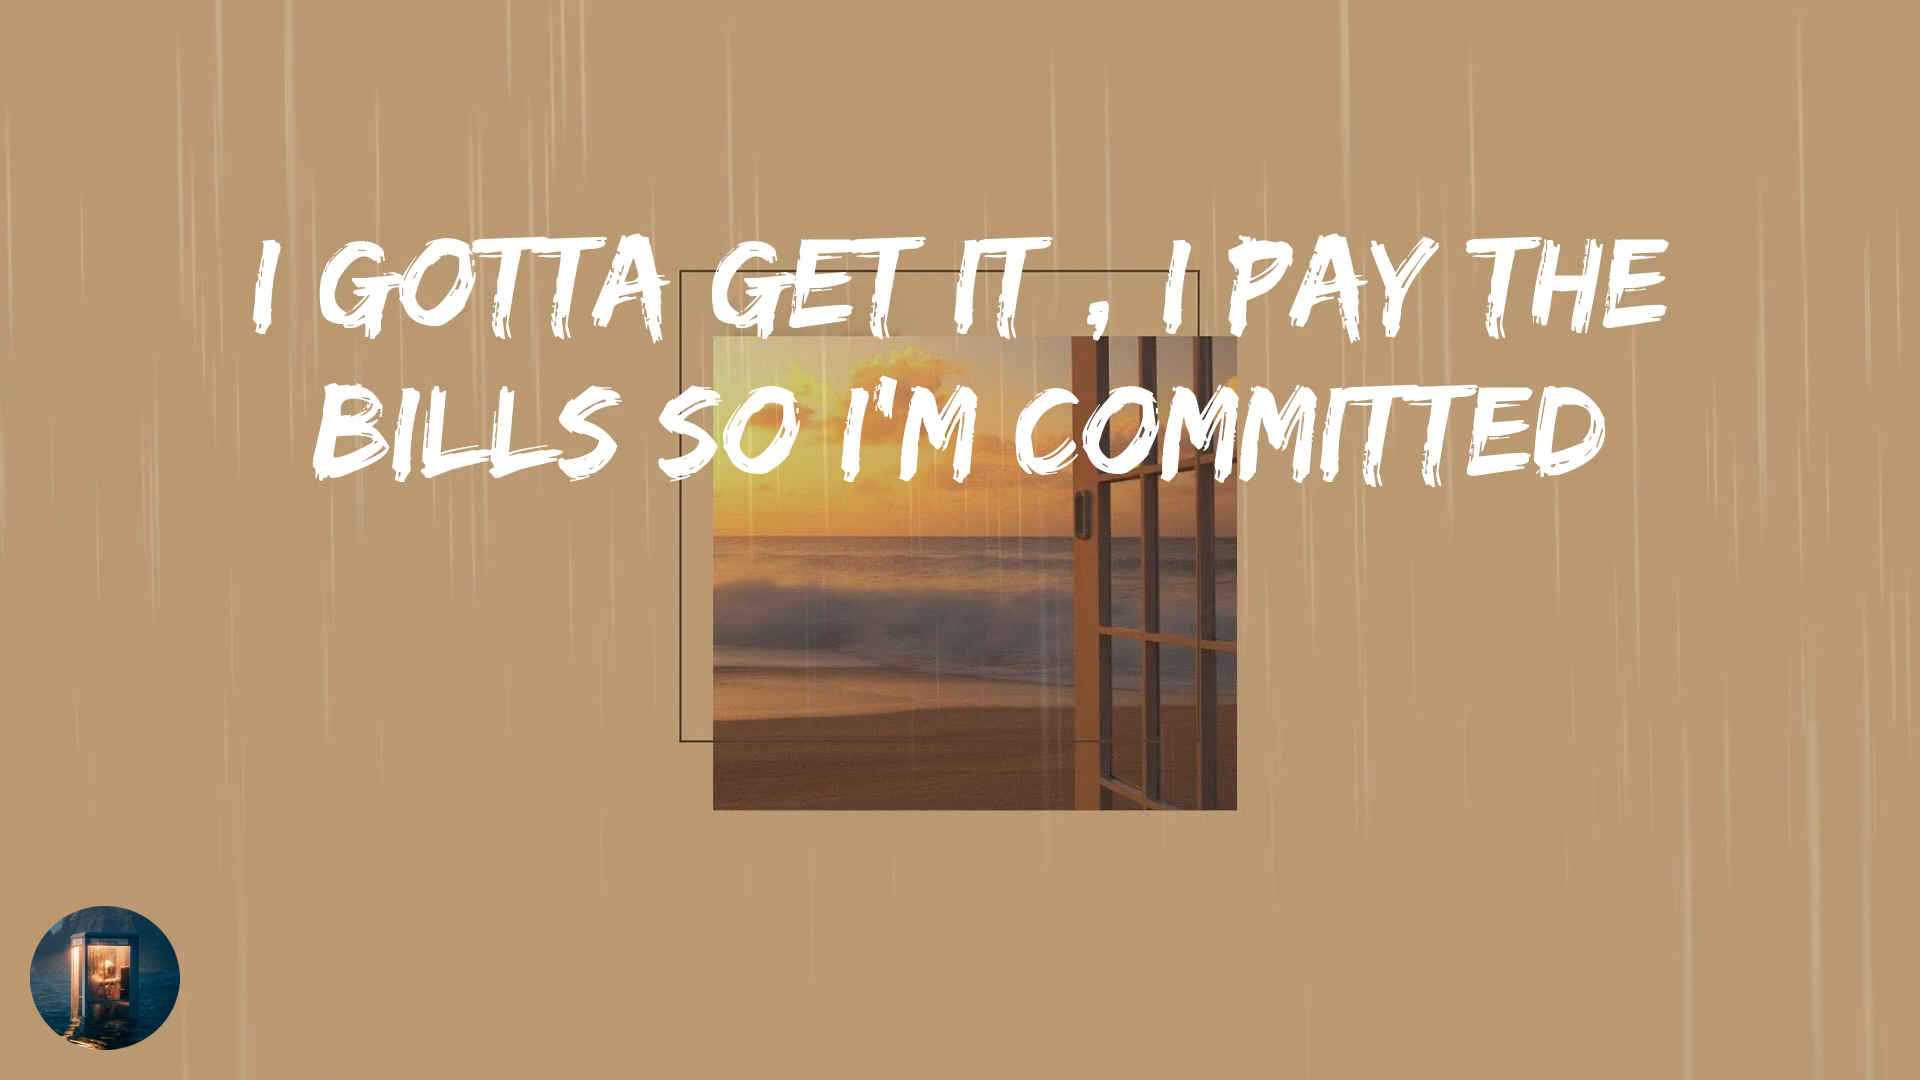 I GOTTA GET IT , I PAY THE
BILLS SO I'M COMMITTED